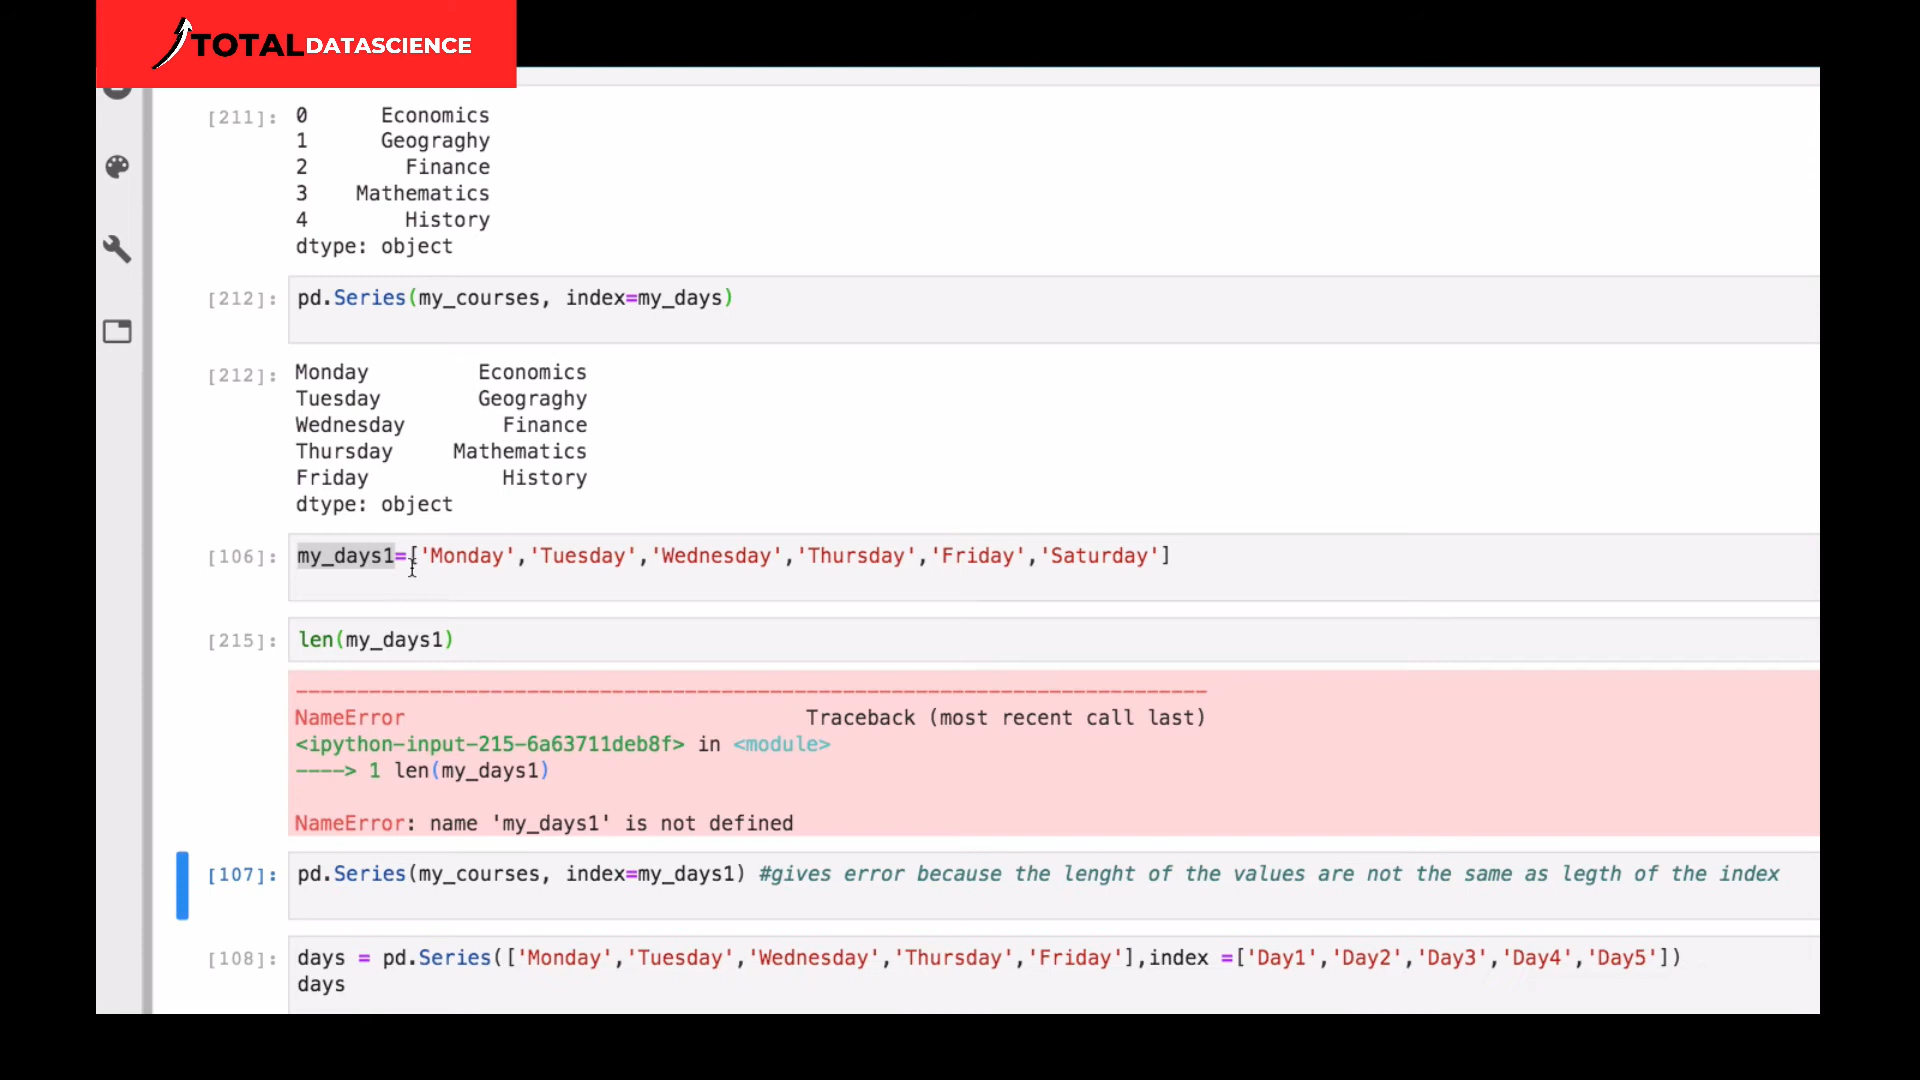 TOTALDATASCIENCE
[211]: 0 Economics
1 Geograghy
2 Finance
3 Mathematics
4 History
dtype: object
[212]: pd.Series(my_courses, index=my_days)
[212]: Monday Economics
Tuesday Geograghy
Wednesday Finance
Thursday Mathematics
Friday History
dtype: object
[106]: my_days1=['Monday','Tuesday','Wednesday','Thursday','Friday','Saturday']
[215]: len(my_days1)
---------------------------------------------------------------------------
NameError Traceback (most recent call last)
<ipython-input-215-6a63711deb8f> in <module>
----> 1 len(my_days1)
NameError: name 'my_days1' is not defined
[107]: pd.Series(my_courses, index=my_days1) #gives error because the lenght of the values are not the same as legth of the index
[108]: days = pd.Series(['Monday','Tuesday','Wednesday','Thursday','Friday'],index =['Day1','Day2','Day3','Day4','Day5'])
days